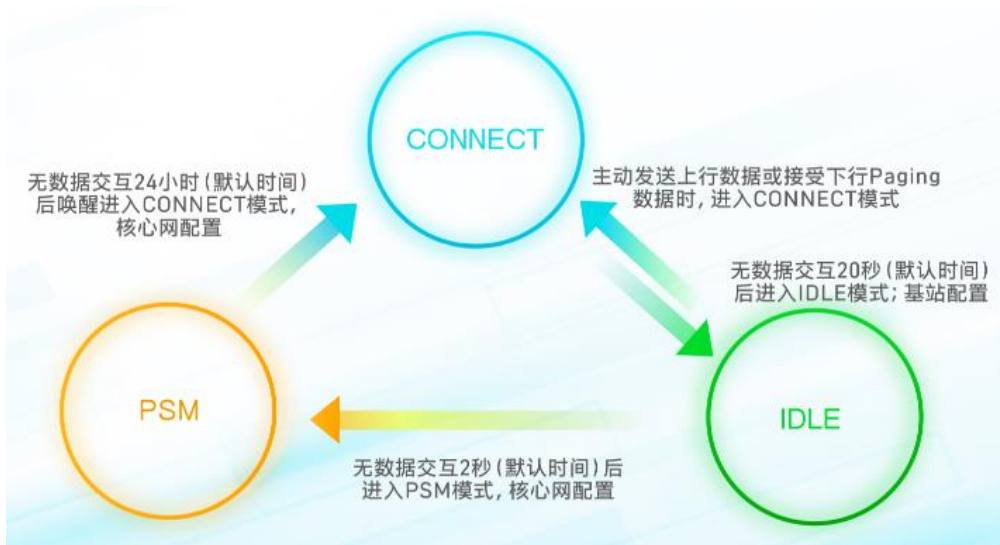 CONNECT
无数据交互24小时(默认时间)
后唤醒进入CONNECT模式,
核心网配置
主动发送上行数据或接受下行Paging
数据时, 进入CONNECT模式
无数据交互20秒(默认时间)
后进入IDLE模式; 基站配置
PSM
IDLE
无数据交互2秒(默认时间)后
进入PSM模式, 核心网配置